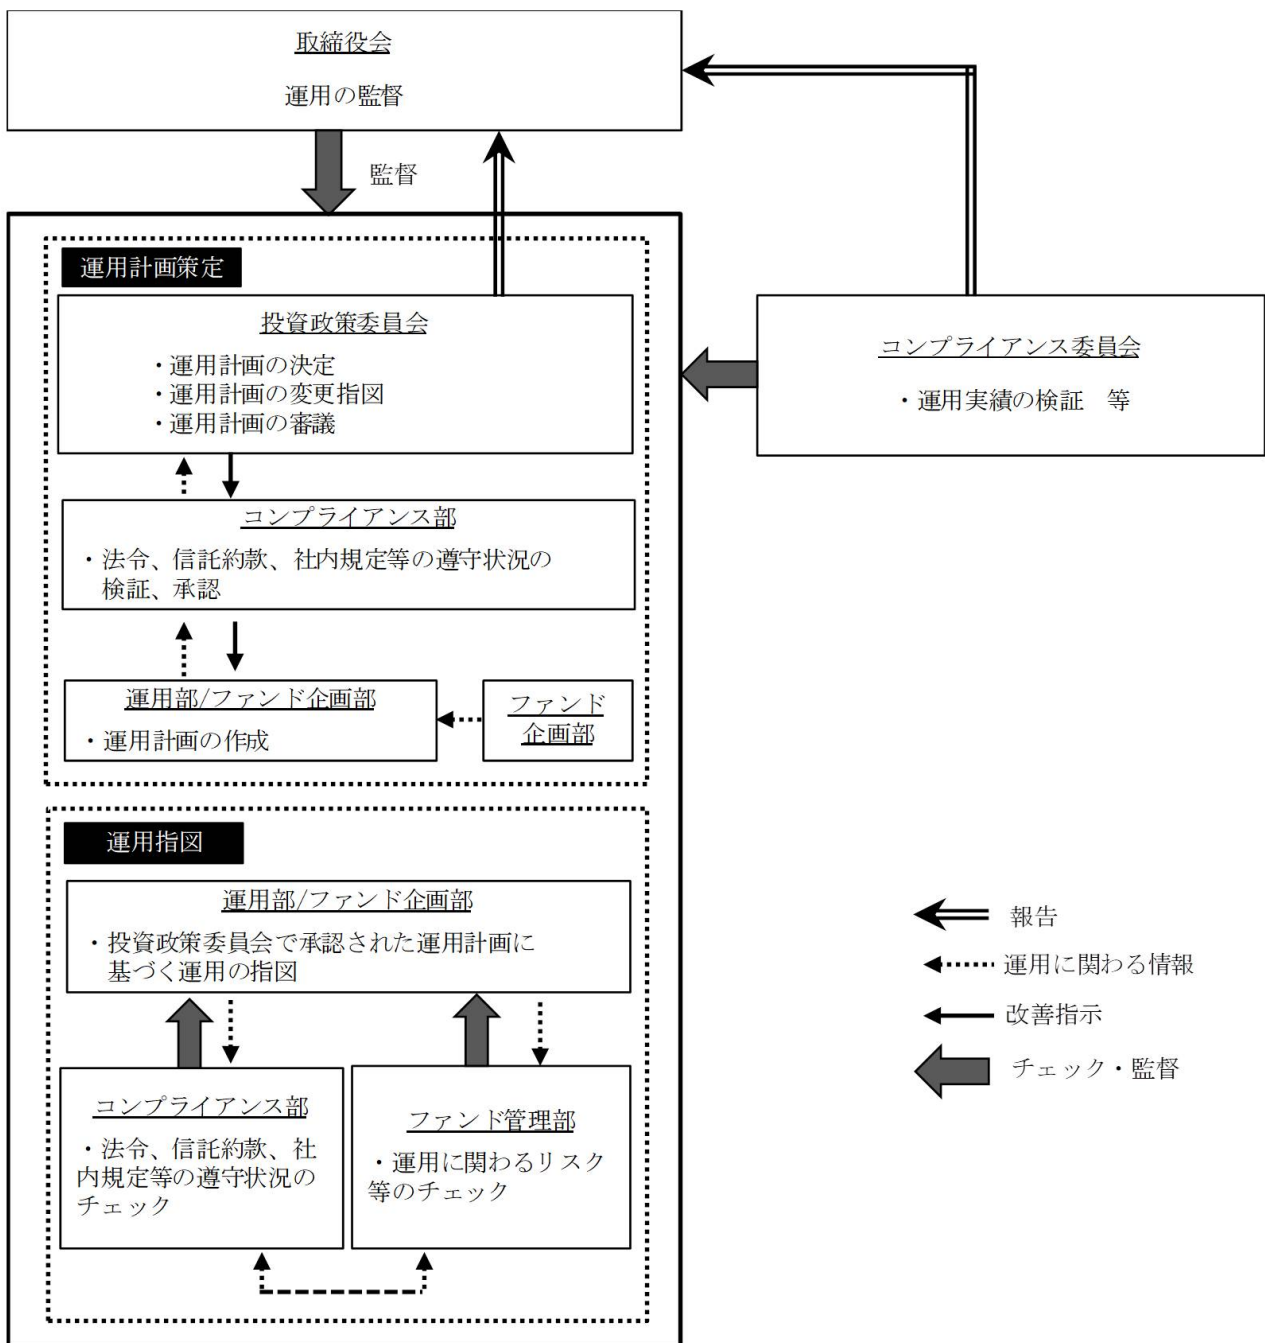 取締役会
運用の監督
監督
運用計画策定
投資政策委員会
・運用計画の決定
・運用計画の変更指図
・運用計画の審議
コンプライアンス委員会
・運用実績の検証　等
コンプライアンス部
・法令、信託約款、社内規定等の遵守状況の
検証、承認
運用部/ファンド企画部
・運用計画の作成
ファンド
企画部
運用指図
運用部/ファンド企画部
・投資政策委員会で承認された運用計画に
基づく運用の指図
コンプライアンス部
・法令、信託約款、社
内規定等の遵守状況の
チェック
ファンド管理部
・運用に関わるリスク
等のチェック
報告
運用に関わる情報
改善指示
チェック・監督